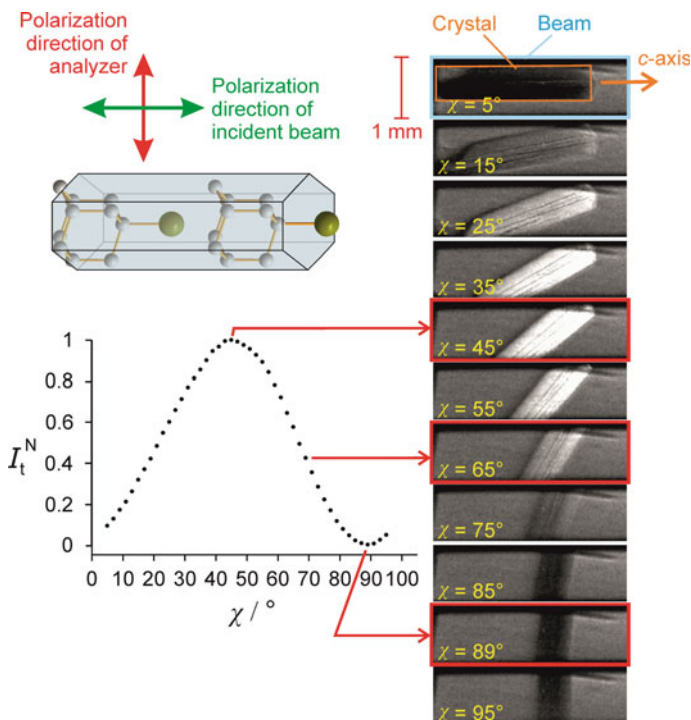 Polarization
direction of
analyzer
Polarization
direction of
incident beam
Crystal
Beam
c-axis
1 mm
χ = 5°
χ = 15°
χ = 25°
χ = 35°
χ = 45°
χ = 55°
χ = 65°
χ = 75°
χ = 85°
χ = 89°
χ = 95°
1
0.8
0.6
0.4
0.2
0
I_t^N
0 10 20 30 40 50 60 70 80 90 100
χ / °